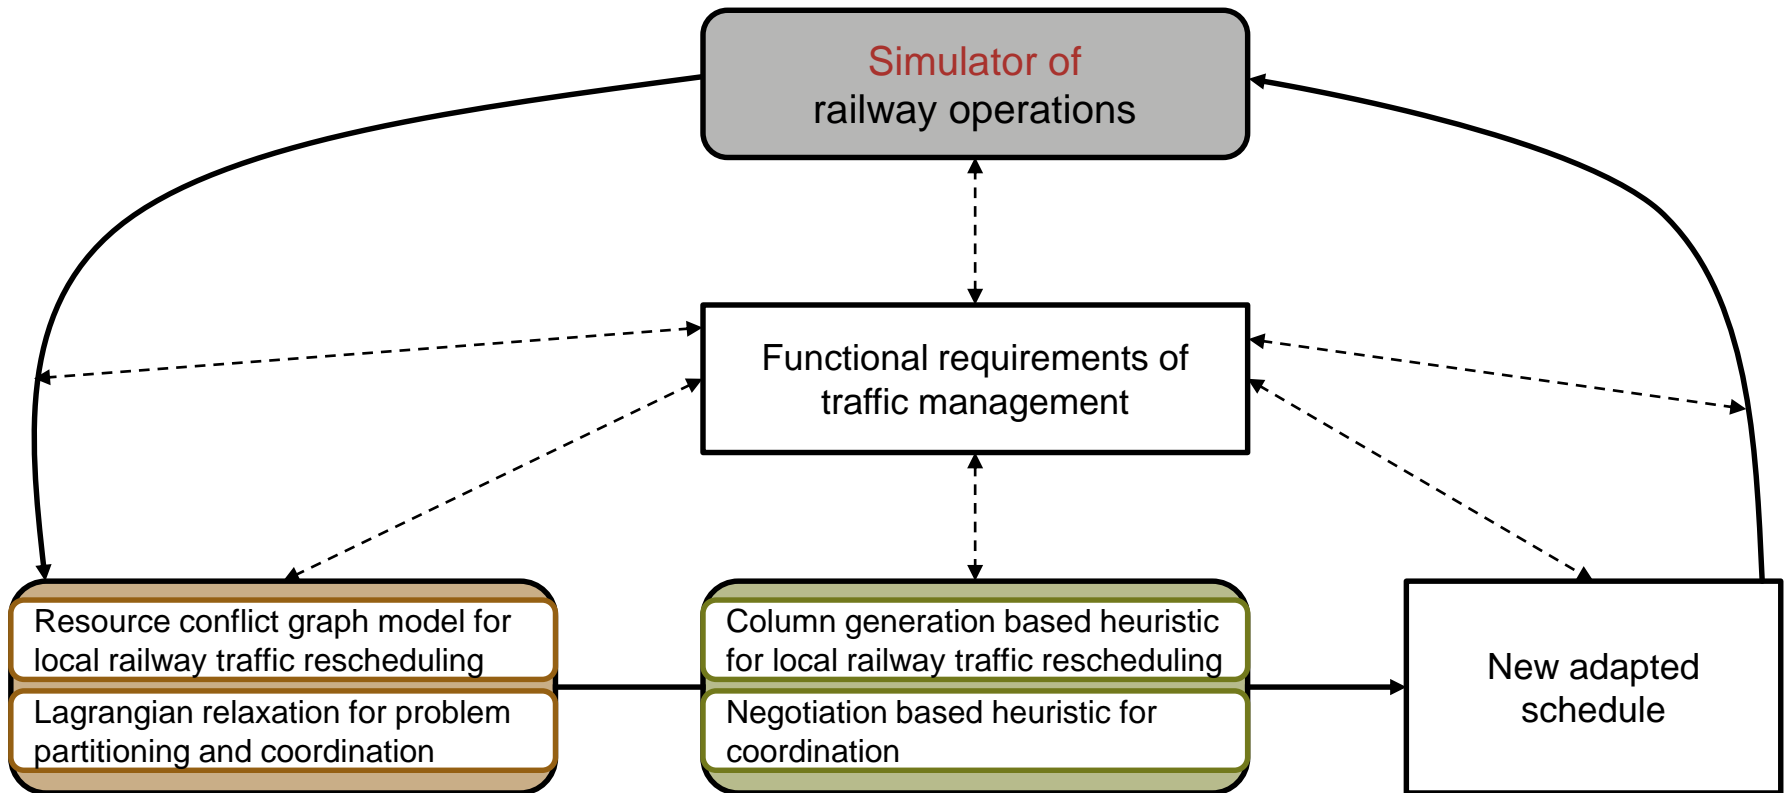 Simulator of
railway operations
Functional requirements of
traffic management
Resource conflict graph model for
local railway traffic rescheduling
Lagrangian relaxation for problem
partitioning and coordination
Column generation based heuristic
for local railway traffic rescheduling
Negotiation based heuristic for
coordination
New adapted
schedule